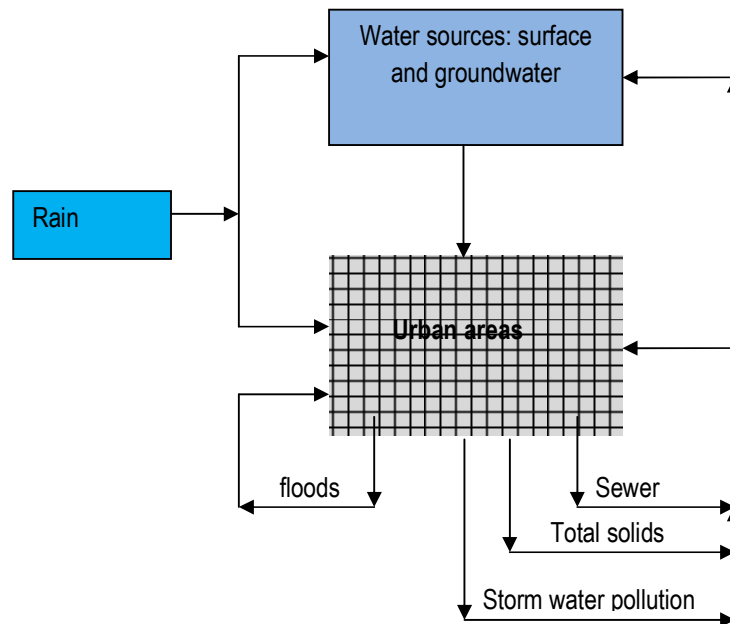 Water sources: surface
and groundwater
Rain
Urban areas
floods
Sewer
Total solids
Storm water pollution